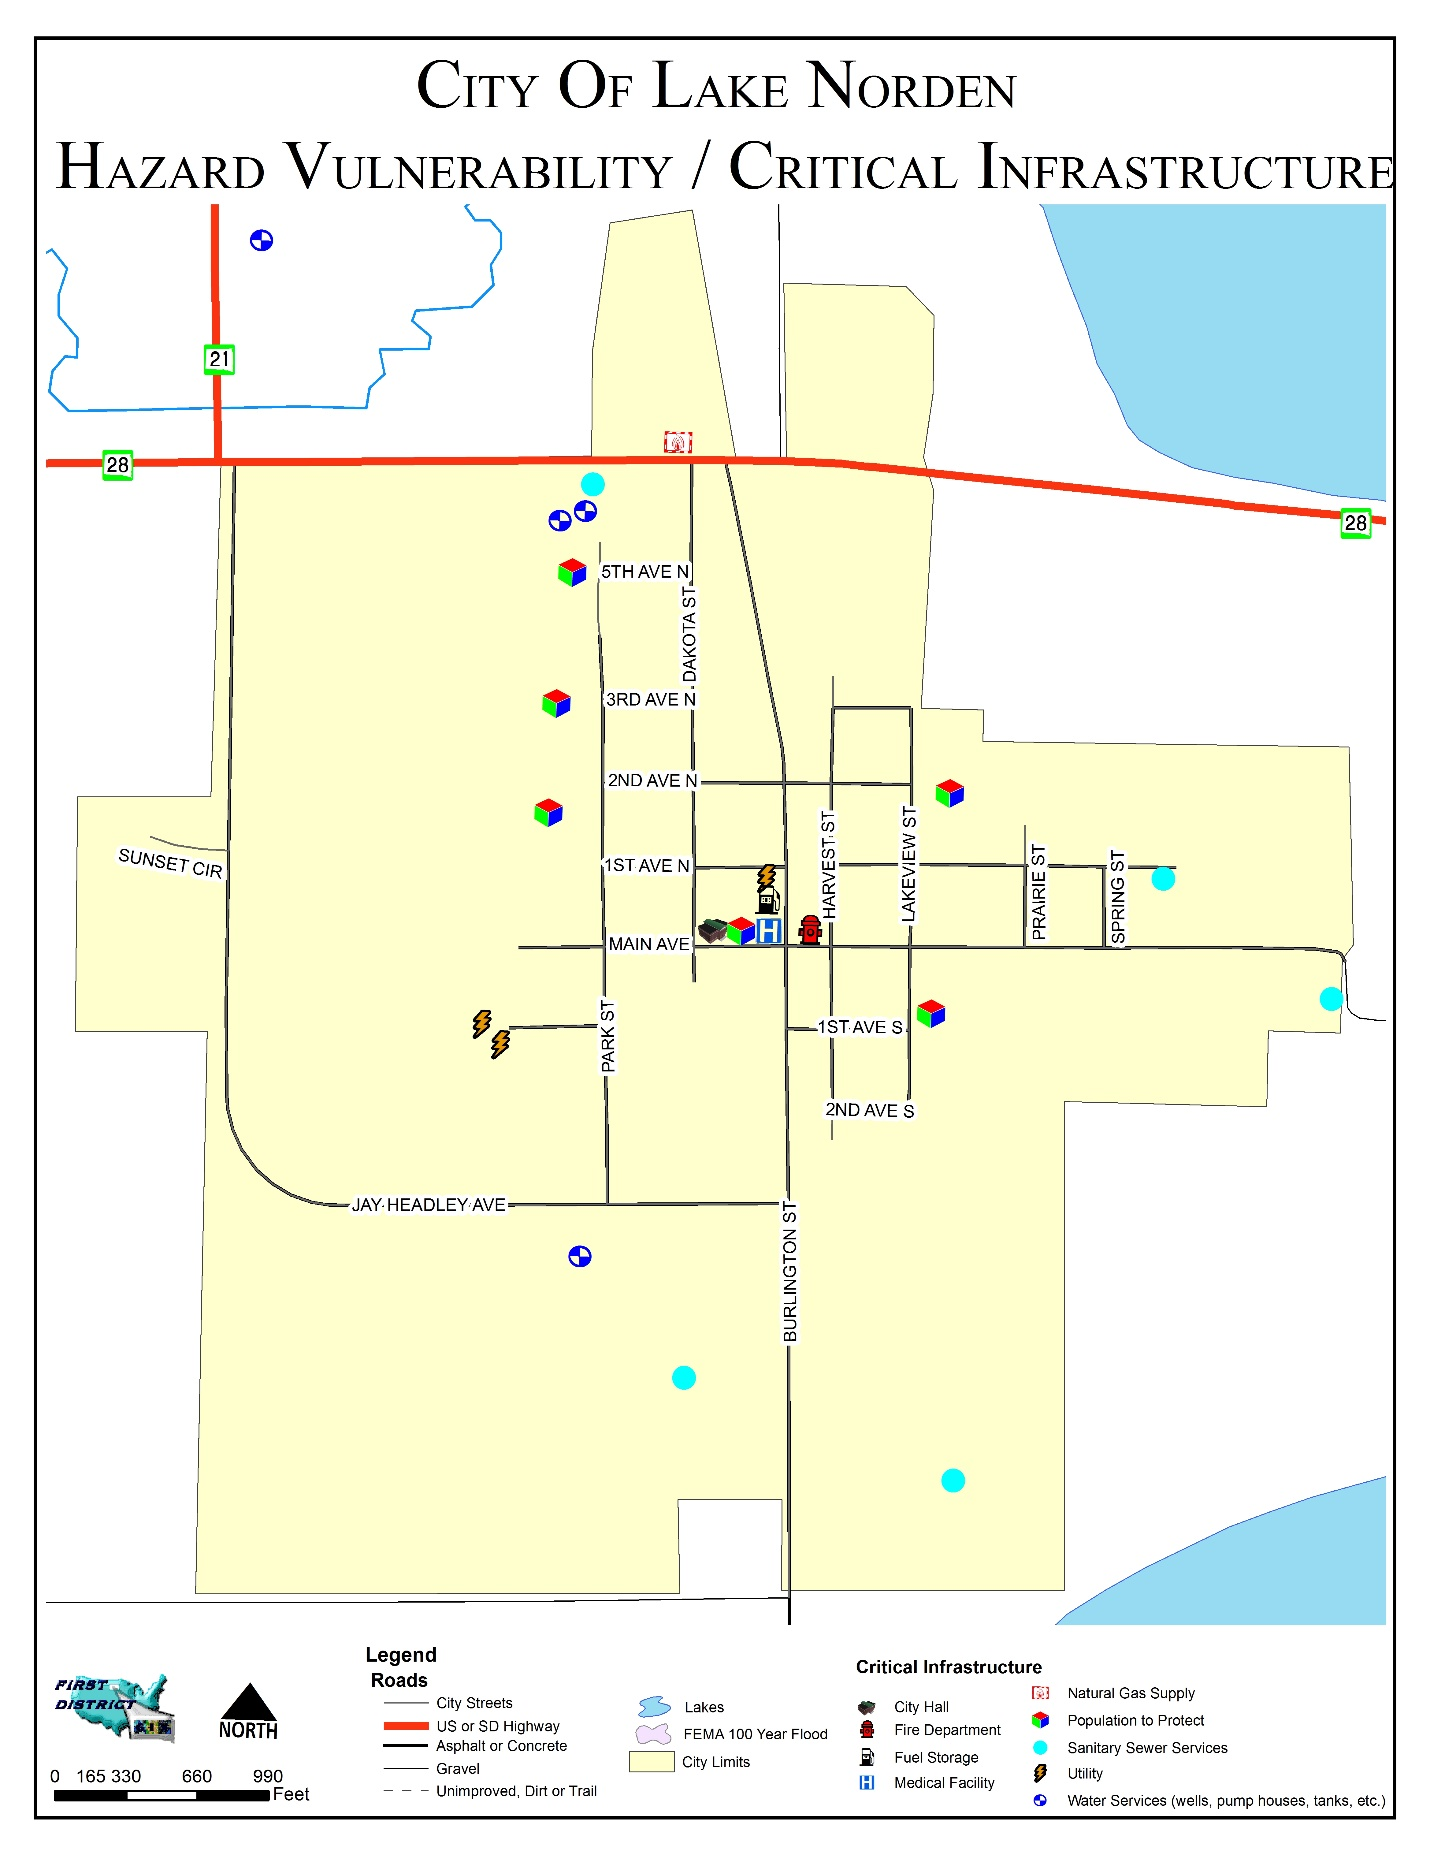 CITY OF LAKE NORDEN
HAZARD VULNERABILITY / CRITICAL INFRASTRUCTURE
21
28
28
5TH AVE N
DAKOTA ST
3RD AVE N
2ND AVE N
SUNSET CIR
1ST AVE N
HARVEST ST
LAKEVIEW ST
PRAIRIE ST
SPRING ST
H
MAIN AVE
PARK ST
1ST AVE S
2ND AVE S
JAY HEADLEY AVE
BURLINGTON ST
FIRST
DISTRICT
NORTH
0 165 330 660 990
Feet
Legend
Roads
City Streets
US or SD Highway
Asphalt or Concrete
Gravel
Unimproved, Dirt or Trail
Lakes
FEMA 100 Year Flood
City Limits
Critical Infrastructure
City Hall
Fire Department
Fuel Storage
H Medical Facility
Natural Gas Supply
Population to Protect
Sanitary Sewer Services
Utility
Water Services (wells, pump houses, tanks, etc.)